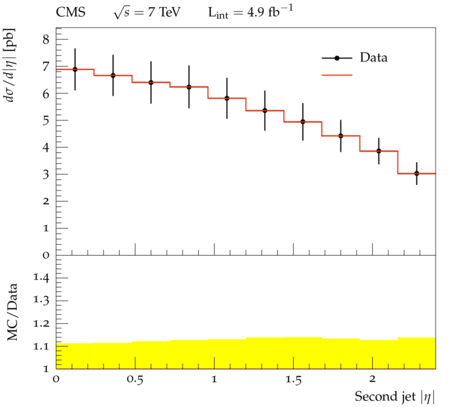 CMS √s = 7 TeV L_int = 4.9 fb⁻¹
dσ/d|η| [pb]
8
7
6
5
4
3
2
1
0
Data
MC/Data
1.4
1.3
1.2
1.1
1
0 0.5 1 1.5 2
Second jet |η|